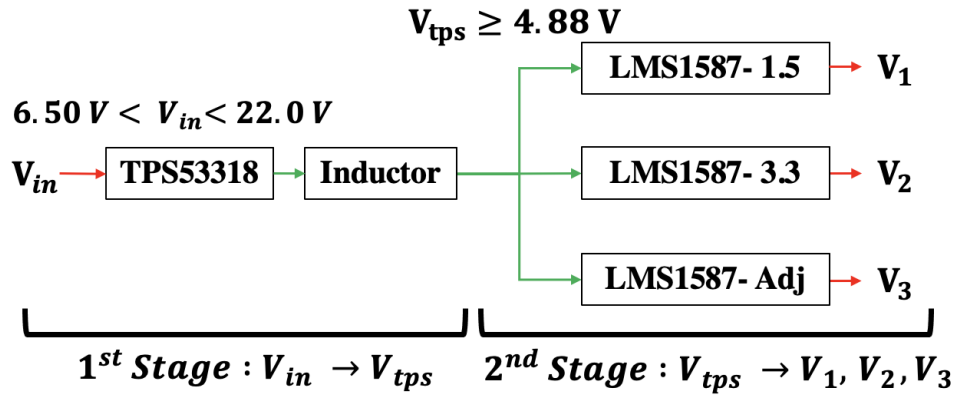 V_tps ≥ 4.88 V
LMS1587- 1.5
V_1
6.50 V < V_in < 22.0 V
V_in
TPS53318
Inductor
LMS1587- 3.3
V_2
LMS1587- Adj
V_3
1^st Stage : V_in → V_tps
2^nd Stage : V_tps → V_1, V_2, V_3